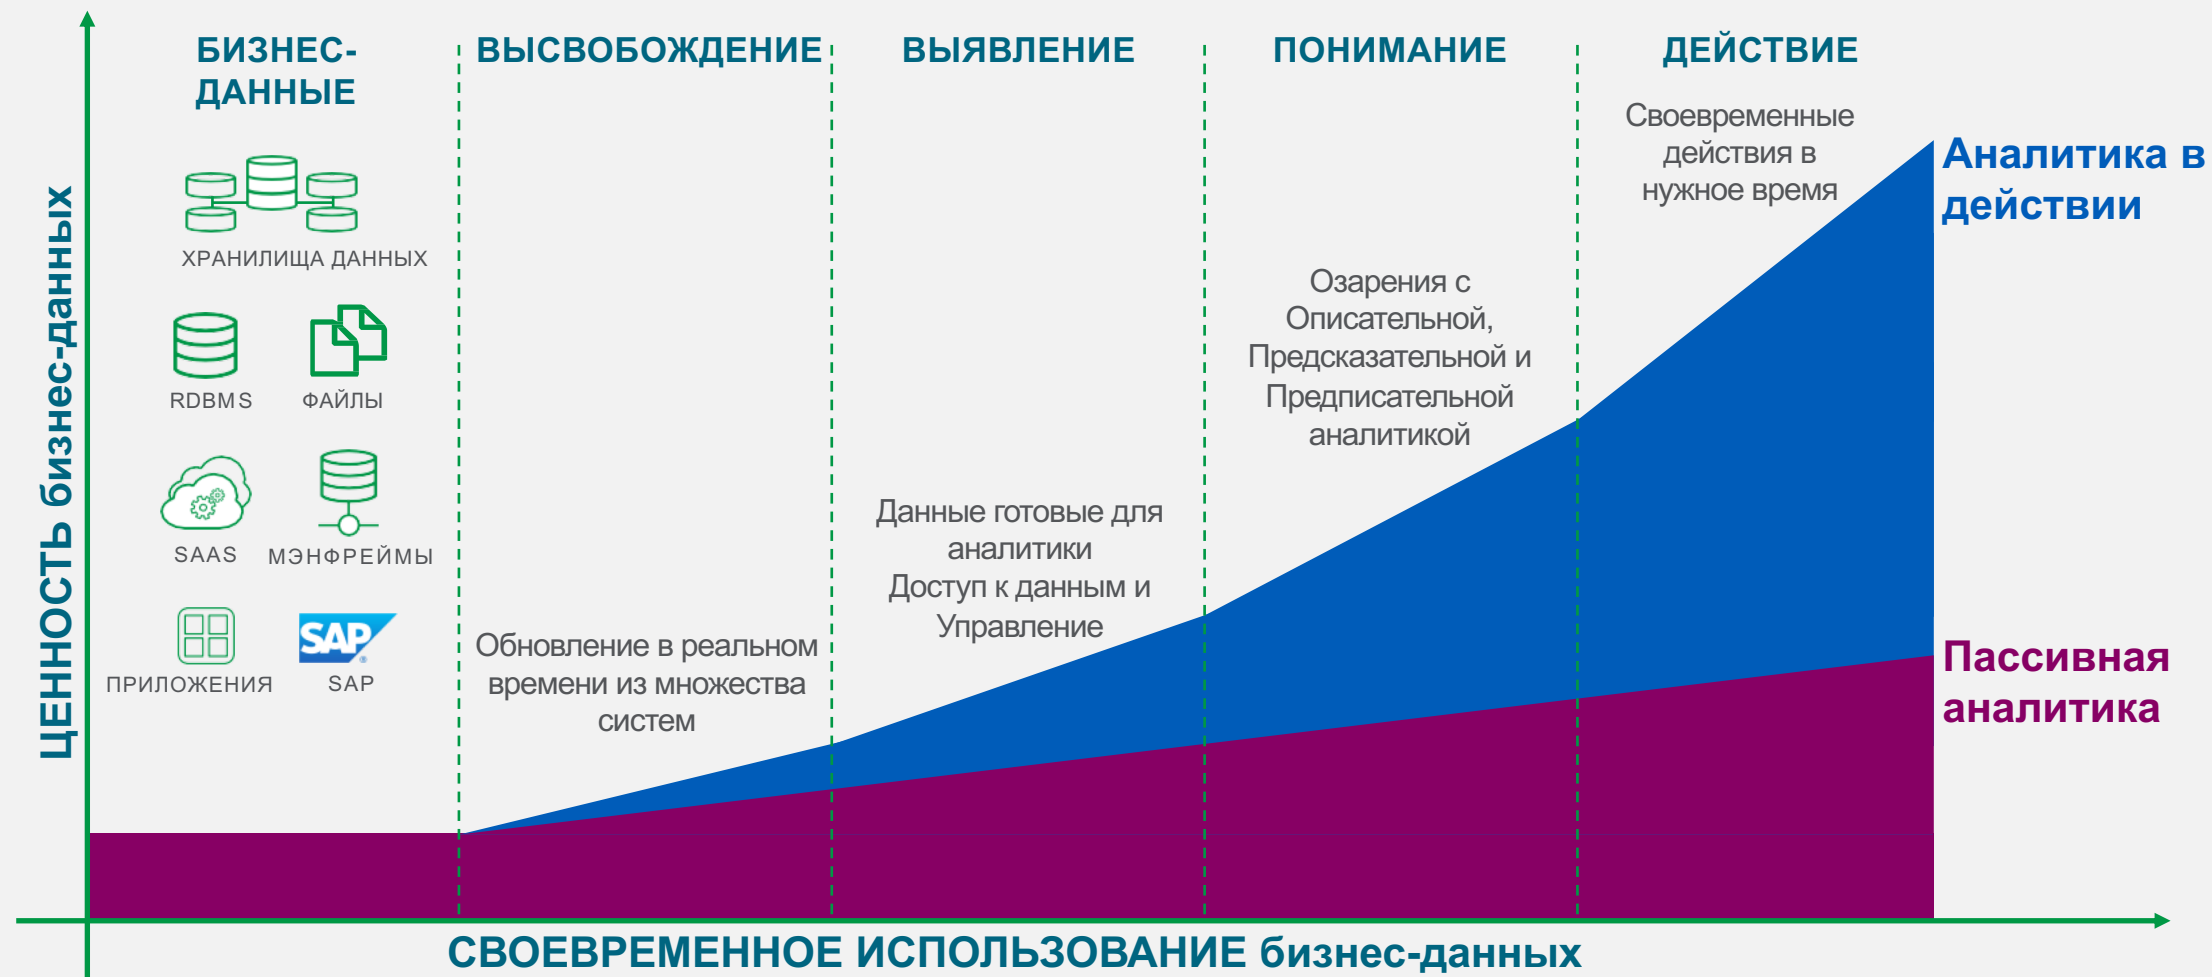 БИЗНЕС-
ДАННЫЕ
ВЫСВОБОЖДЕНИЕ
ВЫЯВЛЕНИЕ
ПОНИМАНИЕ
ДЕЙСТВИЕ
ЦЕННОСТЬ бизнес-данных
ХРАНИЛИЩА ДАННЫХ
RDBMS
ФАЙЛЫ
SAAS
МЭНФРЕЙМЫ
ПРИЛОЖЕНИЯ
SAP
SAP
Обновление в реальном
времени из множества
систем
Данные готовые для
аналитики
Доступ к данным и
Управление
Озарения с
Описательной,
Предсказательной и
Предписательной
аналитикой
Своевременные
действия в
нужное время
Аналитика в
действии
Пассивная
аналитика
СВОЕВРЕМЕННОЕ ИСПОЛЬЗОВАНИЕ бизнес-данных